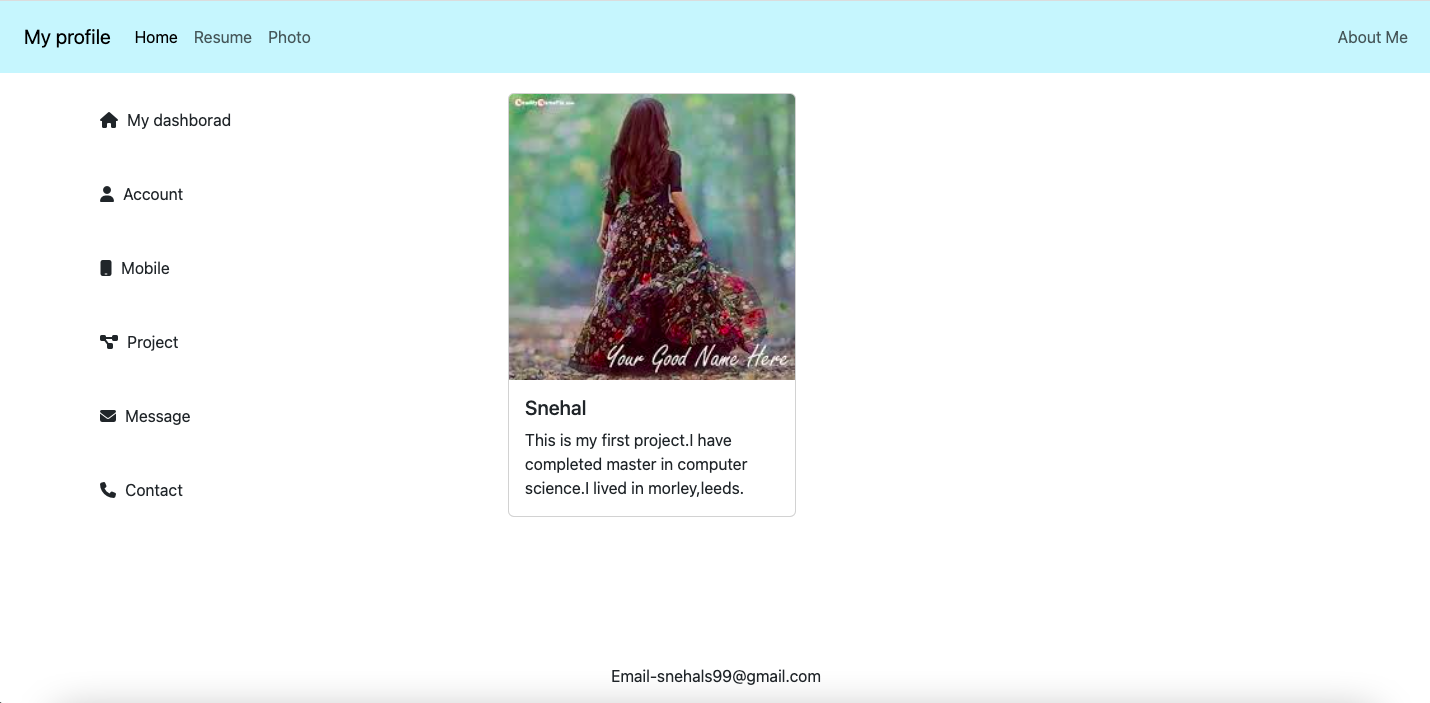 My profile Home Resume Photo About Me
My dashborad
Account
Mobile
Project
Message
Contact
Your Good Name Here
Snehal
This is my first project.I have
completed master in computer
science.I lived in morley,leeds.
Email-snehals99@gmail.com